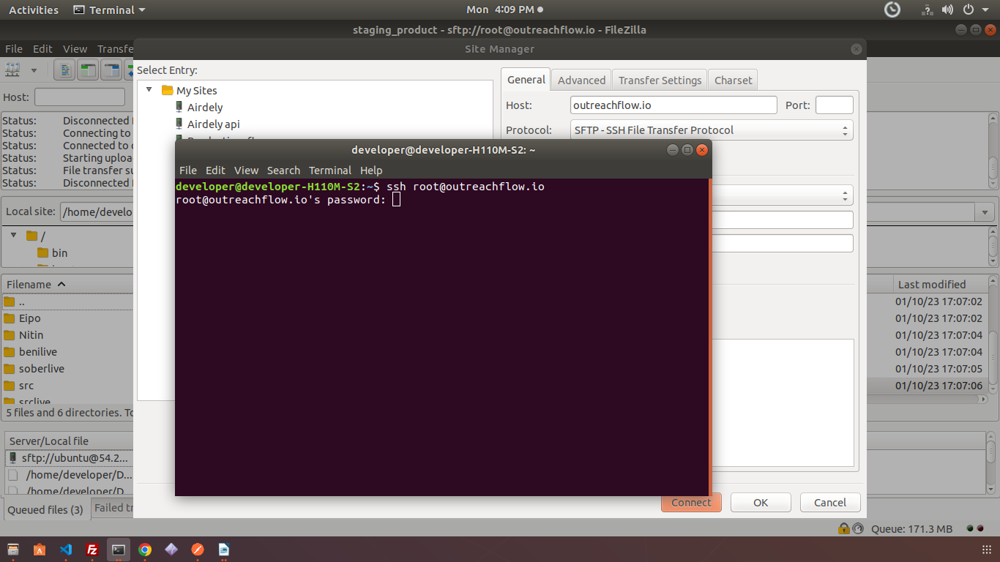 Activities Terminal Mon 4:09 PM
staging_product - sftp://root@outreachflow.io - FileZilla
File Edit View Transfe
Site Manager
Select Entry:
My Sites
Airdely
Airdely api
General Advanced Transfer Settings Charset
Host: outreachflow.io Port:
Protocol: SFTP - SSH File Transfer Protocol
Host:
Status: Disconnected
Status: Connecting to
Status: Connected to
Status: Starting uploa
Status: File transfer su
Status: Disconnected
developer@developer-H110M-S2: ~
File Edit View Search Terminal Help
developer@developer-H110M-S2:~$ ssh root@outreachflow.io
root@outreachflow.io's password:
Local site: /home/develo
/
bin
Filename
..
Eipo
Nitin
benilive
soberlive
src
srclive
5 files and 6 directories. To
Last modified
01/10/23 17:07:02
01/10/23 17:07:02
01/10/23 17:07:04
01/10/23 17:07:04
01/10/23 17:07:05
01/10/23 17:07:06
Server/Local file
sftp://ubuntu@54.2...
/home/developer/D...
/home/developer/D
Queued files (3) Failed tr
Connect OK Cancel
Queue: 171.3 MB